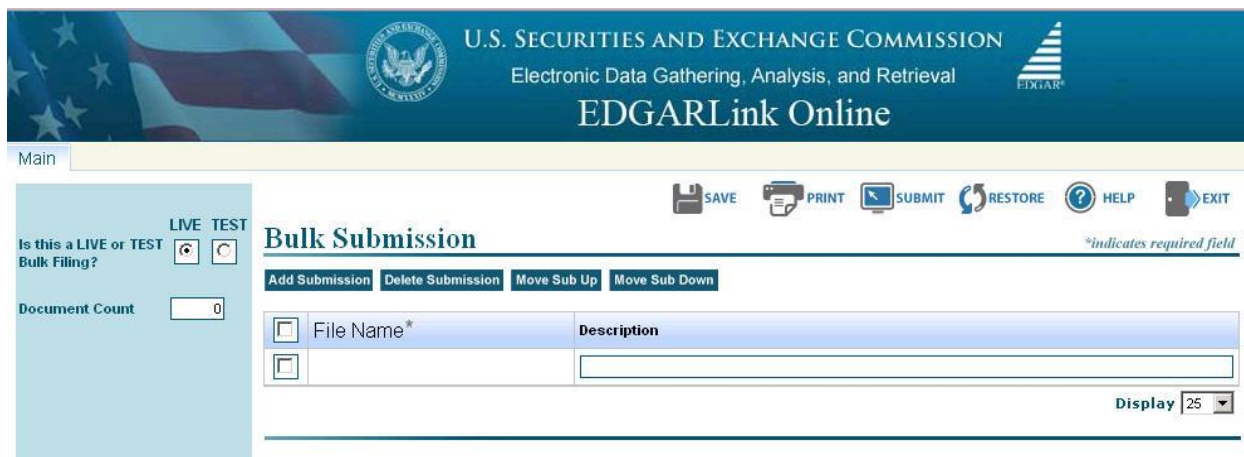 U.S. SECURITIES AND EXCHANGE COMMISSION
Electronic Data Gathering, Analysis, and Retrieval
EDGAR®
EDGARLink Online
Main
SAVE PRINT SUBMIT RESTORE ? HELP EXIT
LIVE TEST
Is this a LIVE or TEST
Bulk Filing?
Document Count 0
Bulk Submission
*indicates required field
Add Submission Delete Submission Move Sub Up Move Sub Down
File Name* Description
Display 25